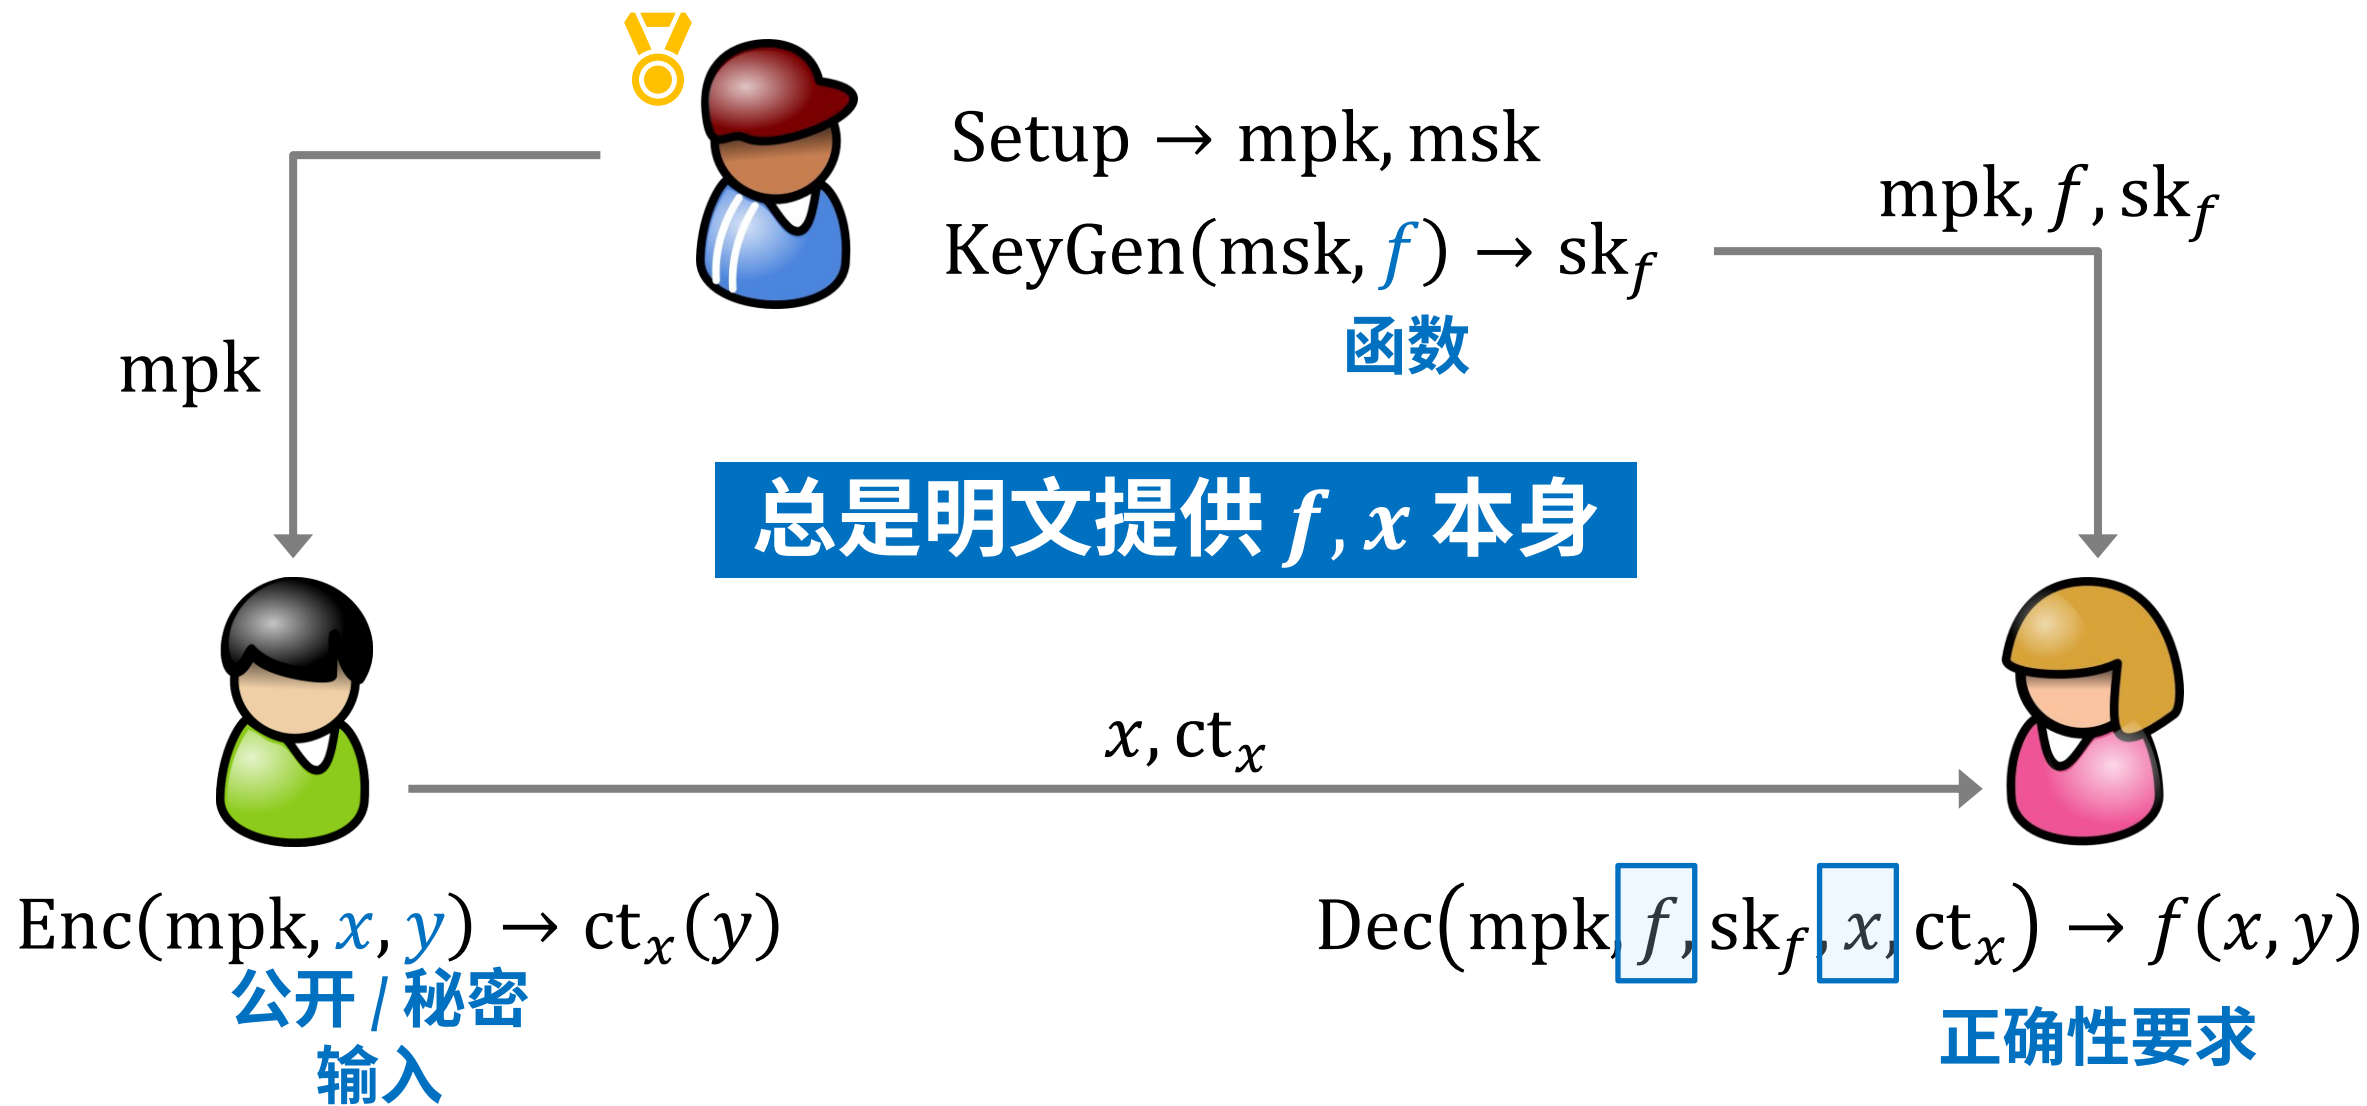 Setup → mpk, msk
KeyGen(msk, f) → sk_f
函数
mpk, f, sk_f
mpk
总是明文提供 f, x 本身
x, ct_x
Enc(mpk, x, y) → ct_x(y)
公开 / 秘密
输入
Dec(mpk, f, sk_f, x, ct_x) → f(x, y)
正确性要求